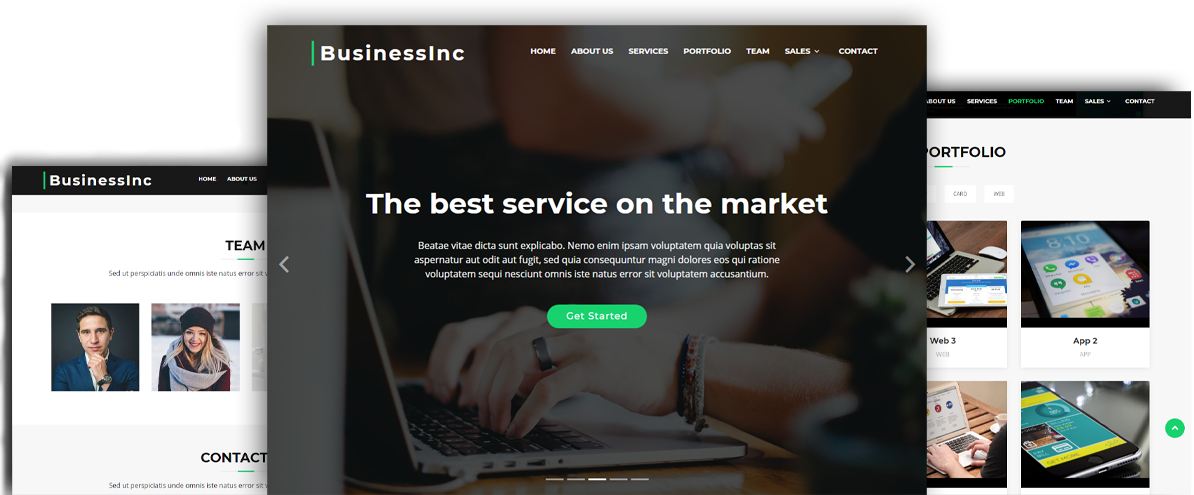 BusinessInc
HOME ABOUT US SERVICES PORTFOLIO TEAM SALES CONTACT
The best service on the market
Beatae vitae dicta sunt explicabo. Nemo enim ipsam voluptatem quia voluptas sit
aspernatur aut odit aut fugit, sed quia consequuntur magni dolores eos qui ratione
voluptatem sequi nesciunt omnis iste natus error sit voluptatem accusantium.
Get Started
BusinessInc
HOME ABOUT US
TEAM
Sed ut perspiciatis unde omnis iste natus error sit
CONTACT
Sed ut perspiciatis unde omnis iste natus error sit
ABOUT US SERVICES PORTFOLIO TEAM SALES CONTACT
PORTFOLIO
CARD WEB
8:10
Web 3
WEB
App 2
APP